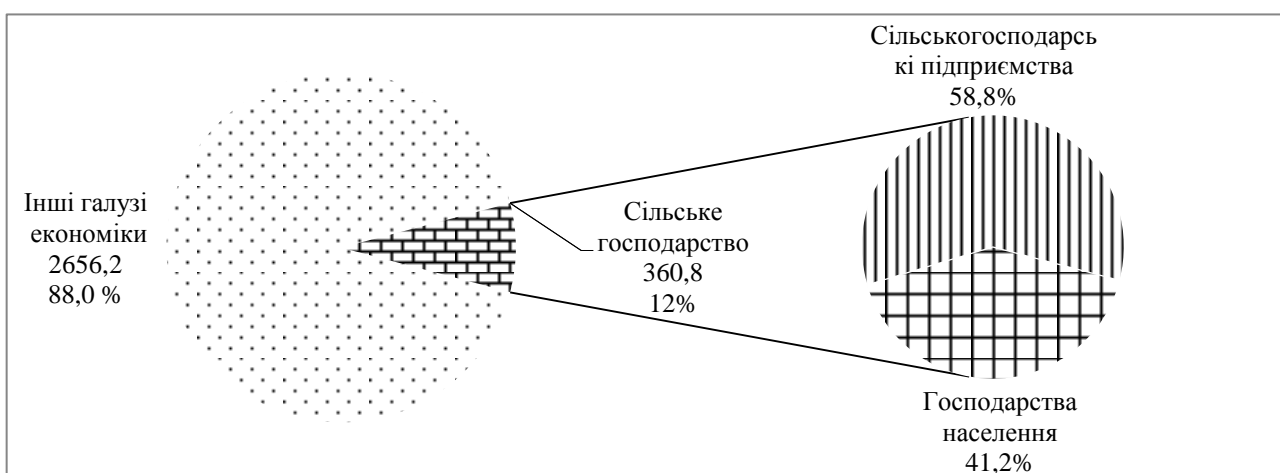 Сільськогосподарсь
кі підприємства
58,8%
Інші галузі
економіки
2656,2
88,0 %
Сільське
господарство
360,8
12%
Господарства
населення
41,2%